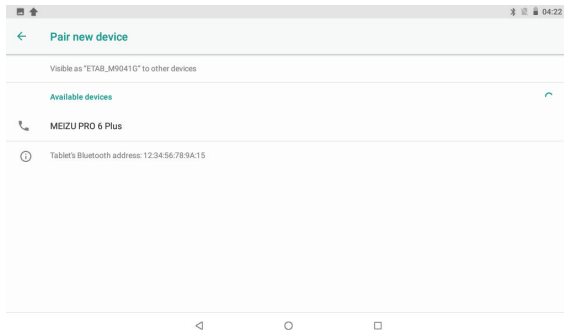 04:22
Pair new device
Visible as "ETAB_M9041G" to other devices
Available devices
MEIZU PRO 6 Plus
Tablet's Bluetooth address: 12:34:56:78:9A:15